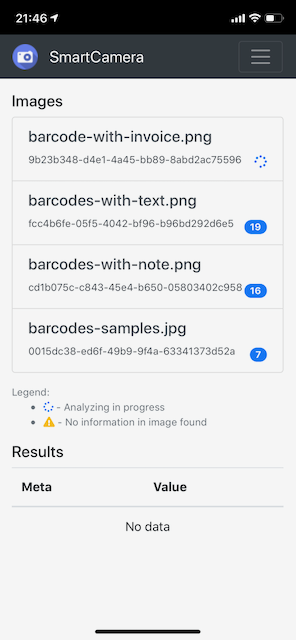 21:46
SmartCamera
Images
barcode-with-invoice.png
9b23b348-d4e1-4a45-bb89-8abd2ac75596
barcodes-with-text.png
fcc4b6fe-05f5-4042-bf96-b96bd292d6e5 19
barcodes-with-note.png
cd1b075c-c843-45e4-b650-05803402c958 16
barcodes-samples.jpg
0015dc38-ed6f-49b9-9f4a-63341373d52a 7
Legend:
- Analyzing in progress
- No information in image found
Results
Meta Value
No data